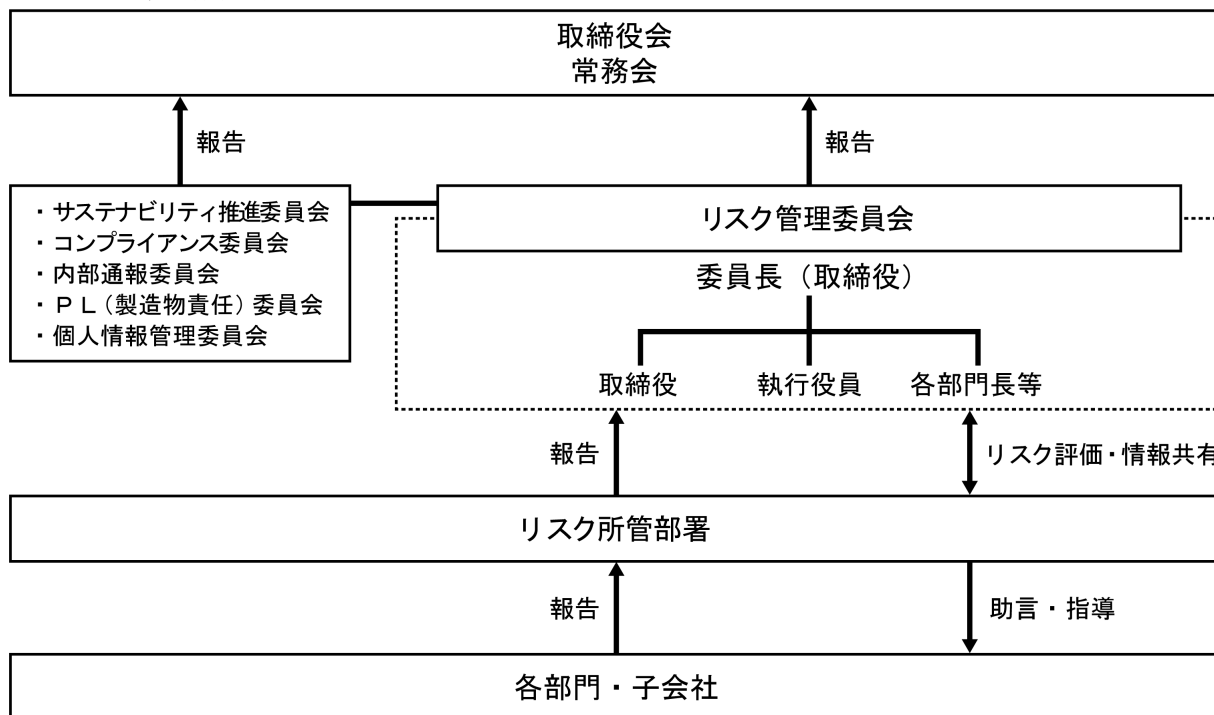 取締役会
常務会
報告
報告
・サステナビリティ推進委員会
・コンプライアンス委員会
・内部通報委員会
・ＰＬ（製造物責任）委員会
・個人情報管理委員会
リスク管理委員会
委員長（取締役）
取締役
執行役員
各部門長等
報告
リスク評価・情報共有
リスク所管部署
報告
助言・指導
各部門・子会社